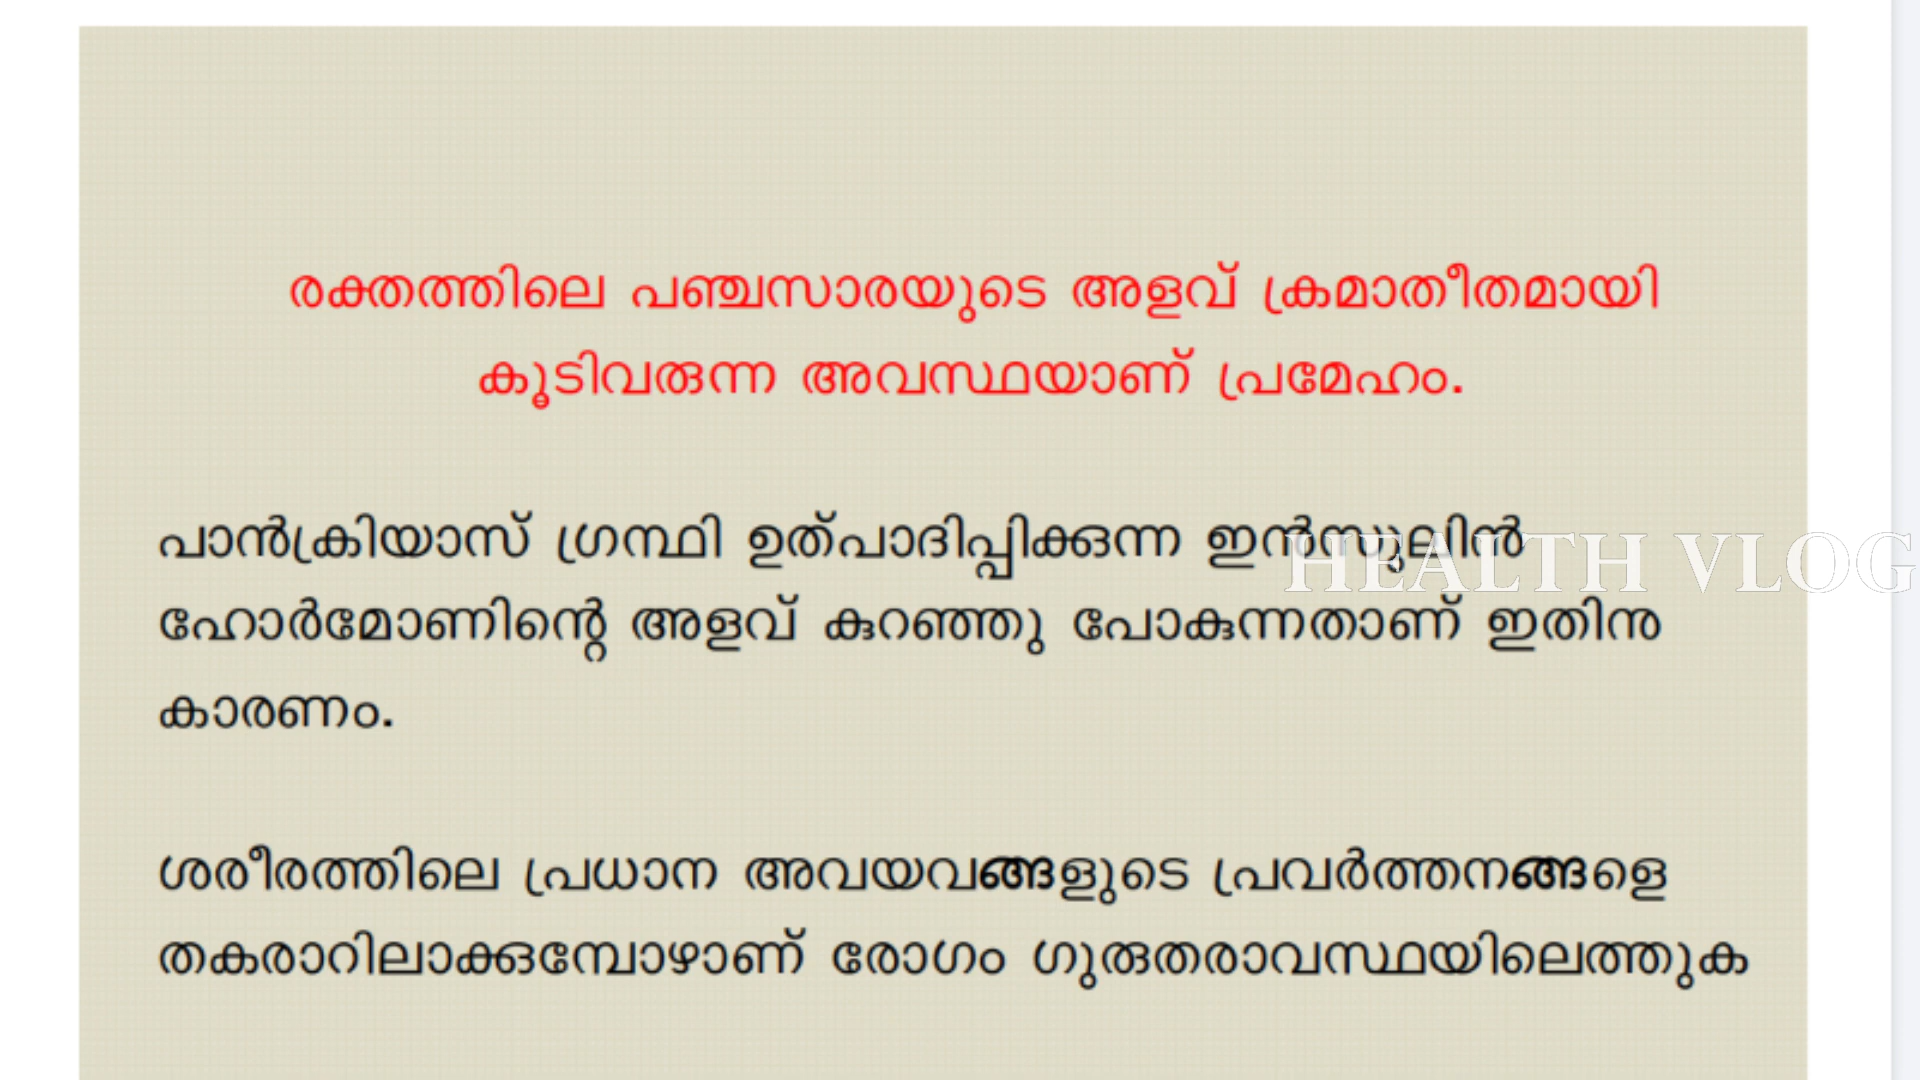 രക്തത്തിലെ പഞ്ചസാരയുടെ അളവ് ക്രമാതീതമായി
കൂടിവരുന്ന അവസ്ഥയാണ് പ്രമേഹം.
പാൻക്രിയാസ് ഗ്രന്ഥി ഉത്പാദിപ്പിക്കുന്ന ഇൻസുലിൻ
HEALTH VLOG
ഹോർമോണിന്റെ അളവ് കുറഞ്ഞു പോകുന്നതാണ് ഇതിനു
കാരണം.
ശരീരത്തിലെ പ്രധാന അവയവങ്ങളുടെ പ്രവർത്തനങ്ങളെ
തകരാറിലാക്കുമ്പോഴാണ് രോഗം ഗുരുതരാവസ്ഥയിലെത്തുക